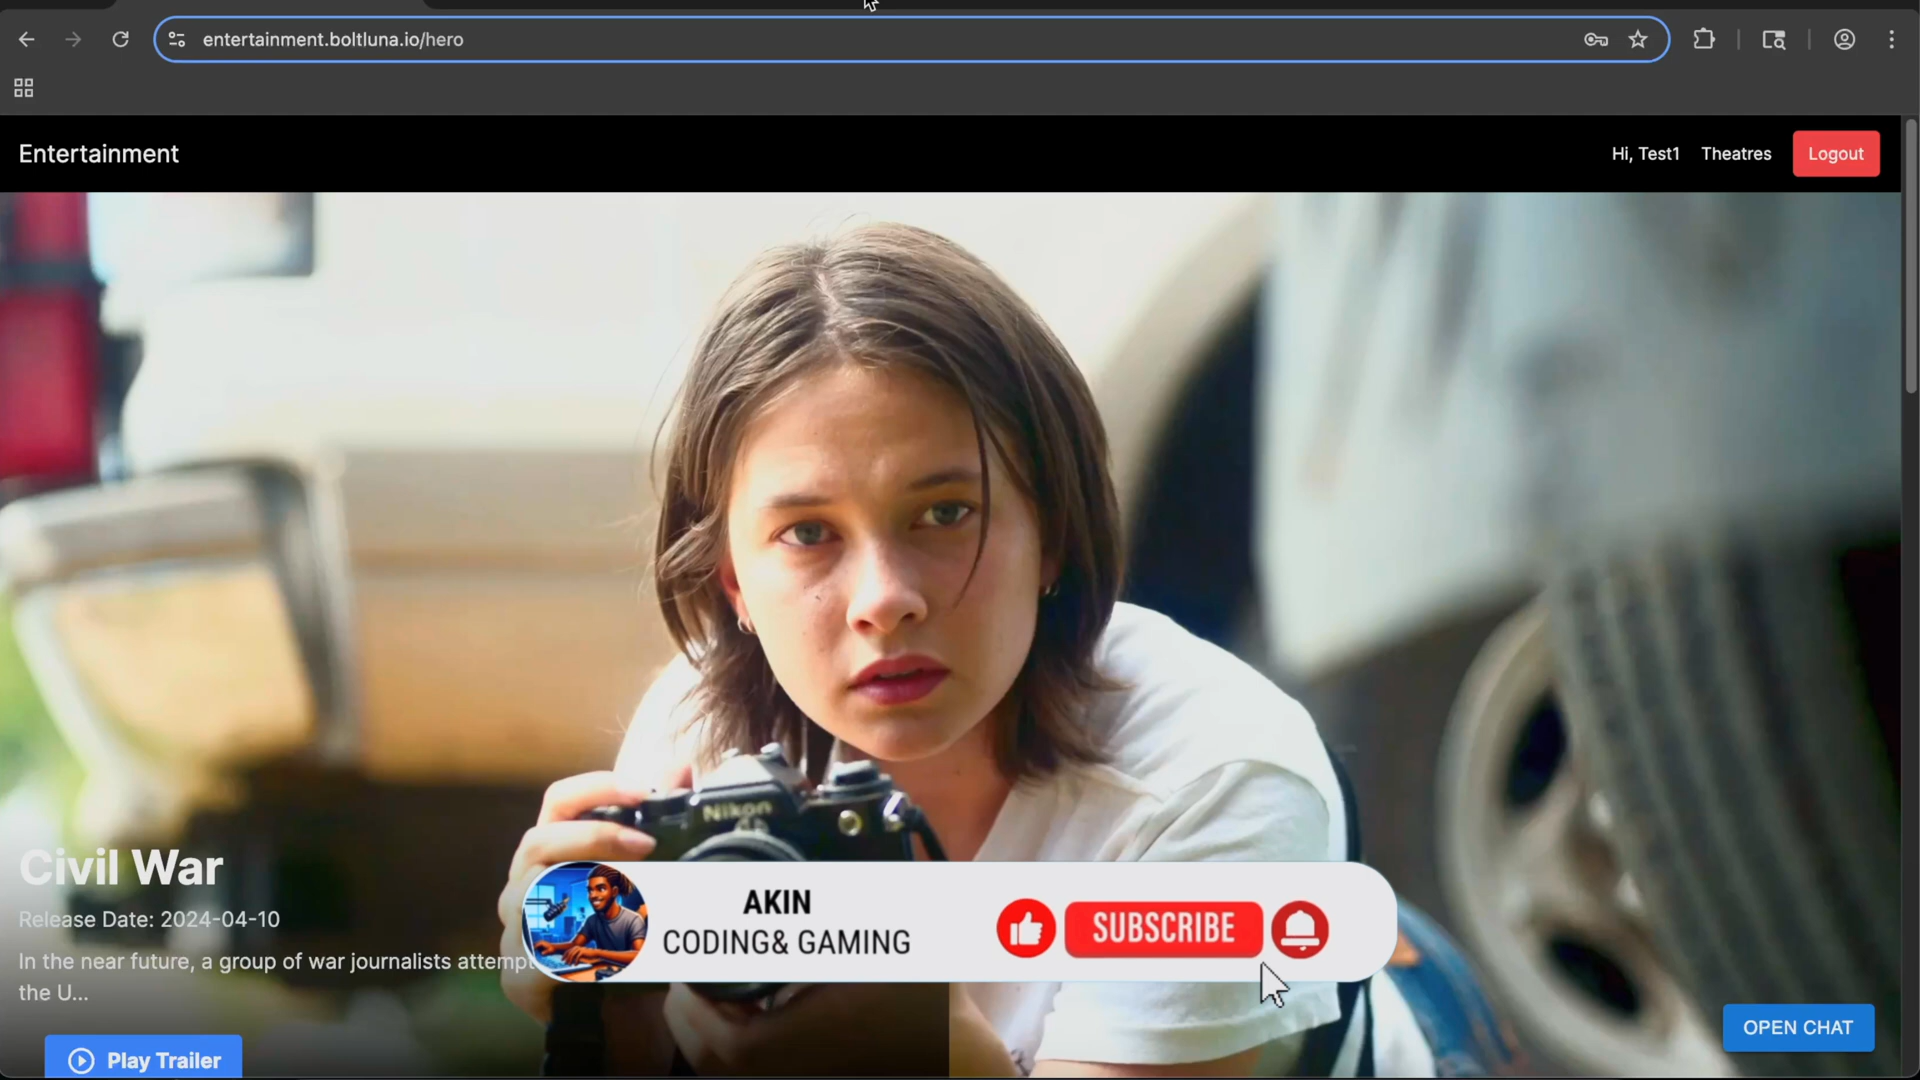 entertainment.boltluna.io/hero
Entertainment
Hi, Test1
Theatres
Logout
Nikon
Civil War
Release Date: 2024-04-10
In the near future, a group of war journalists attempt
the U...
Play Trailer
AKIN
CODING& GAMING
SUBSCRIBE
OPEN CHAT